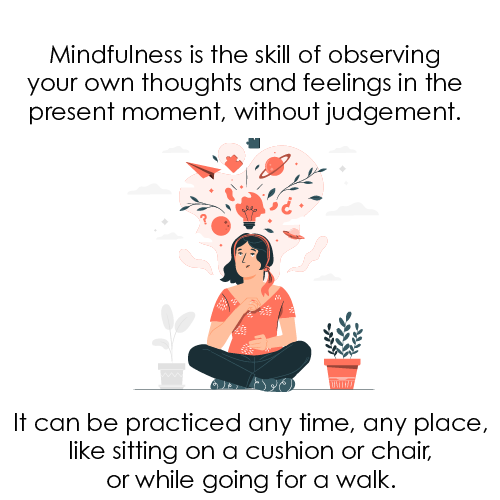 Mindfulness is the skill of observing
your own thoughts and feelings in the
present moment, without judgement.
It can be practiced any time, any place,
like sitting on a cushion or chair,
or while going for a walk.